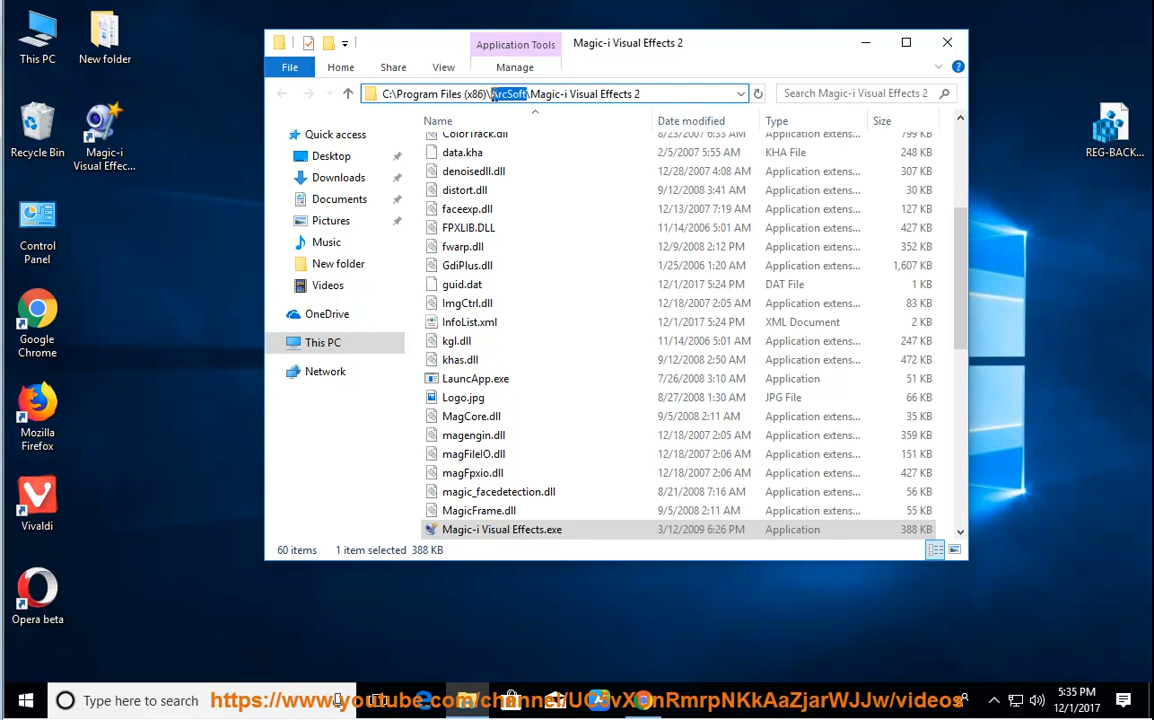 This PC
New folder
Recycle Bin
Magic-i
Visual Effec...
Control
Panel
Google
Chrome
Mozilla
Firefox
Vivaldi
Opera beta
REG-BACK...
Application Tools
Magic-i Visual Effects 2
File
Home
Share
View
Manage
C:\Program Files (x86)\ArcSoft\Magic-i Visual Effects 2
Search Magic-i Visual Effects 2
Quick access
Desktop
Downloads
Documents
Pictures
Music
New folder
Videos
OneDrive
This PC
Network
Name Date modified Type Size
ColorTrack.dll 8/23/2007 6:33 AM Application extens... 799 KB
data.kha 2/5/2007 5:55 AM KHA File 248 KB
denoisedll.dll 12/28/2007 4:08 AM Application extens... 307 KB
distort.dll 9/12/2008 3:41 AM Application extens... 30 KB
faceexp.dll 12/13/2007 7:19 AM Application extens... 127 KB
FPXLIB.DLL 11/14/2006 5:01 AM Application extens... 427 KB
fwarp.dll 12/9/2008 2:12 PM Application extens... 352 KB
GdiPlus.dll 1/25/2006 1:20 AM Application extens... 1,607 KB
guid.dat 12/1/2017 5:24 PM DAT File 1 KB
ImgCtrl.dll 12/18/2007 2:05 AM Application extens... 83 KB
InfoList.xml 12/1/2017 5:24 PM XML Document 2 KB
kgl.dll 11/14/2006 5:01 AM Application extens... 247 KB
khas.dll 9/12/2008 2:50 AM Application extens... 472 KB
LauncApp.exe 7/26/2008 3:10 AM Application 51 KB
Logo.jpg 8/27/2008 1:30 AM JPG File 66 KB
MagCore.dll 9/5/2008 2:11 AM Application extens... 35 KB
magengin.dll 12/18/2007 2:05 AM Application extens... 359 KB
magFileIO.dll 12/18/2007 2:06 AM Application extens... 151 KB
magFpxio.dll 12/18/2007 2:06 AM Application extens... 427 KB
magic_facedetection.dll 8/21/2008 7:16 AM Application extens... 56 KB
MagicFrame.dll 9/5/2008 2:11 AM Application extens... 55 KB
Magic-i Visual Effects.exe 3/12/2009 6:26 PM Application 388 KB
60 items 1 item selected 388 KB
Type here to search
5:35 PM
12/1/2017